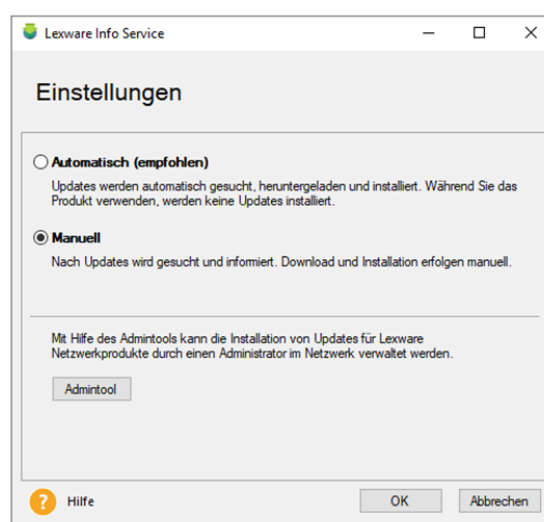 Lexware Info Service
Einstellungen
Automatisch (empfohlen)
Updates werden automatisch gesucht, heruntergeladen und installiert. Während Sie das
Produkt verwenden, werden keine Updates installiert.
Manuell
Nach Updates wird gesucht und informiert. Download und Installation erfolgen manuell.
Mit Hilfe des Admintools kann die Installation von Updates für Lexware
Netzwerkprodukte durch einen Administrator im Netzwerk verwaltet werden.
Admintool
? Hilfe OK Abbrechen